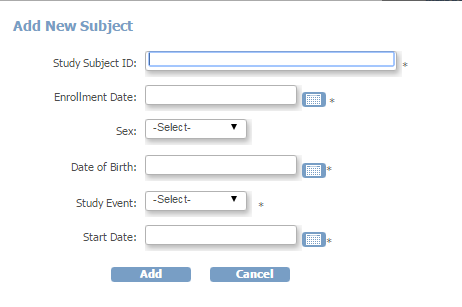 Add New Subject
Study Subject ID: *
Enrollment Date: *
Sex: -Select-
Date of Birth: *
Study Event: -Select- *
Start Date: *
Add Cancel